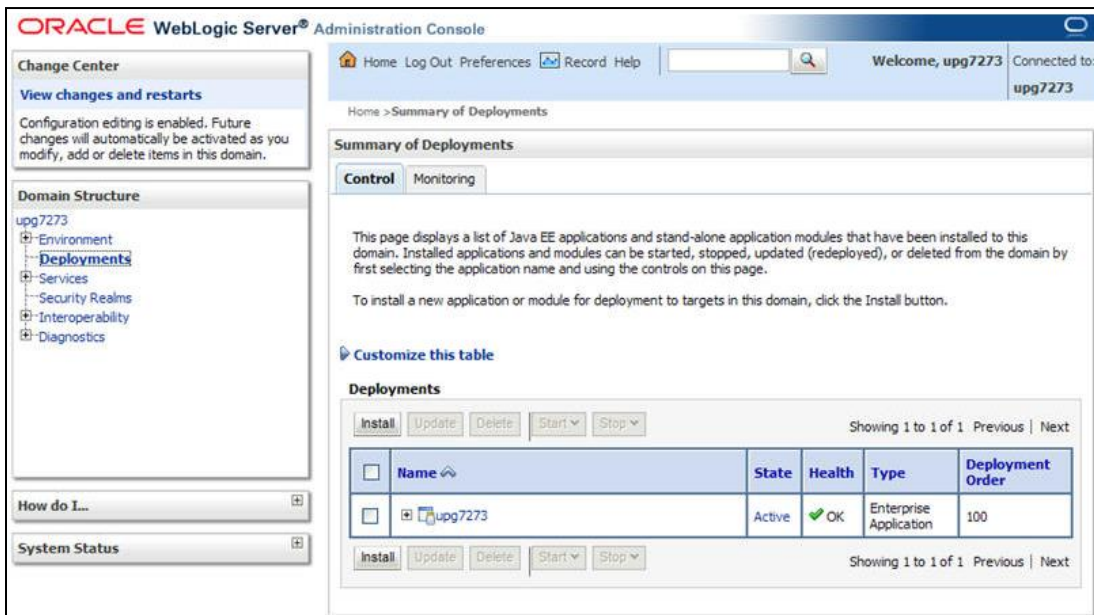 ORACLE WebLogic Server® Administration Console
Change Center
View changes and restarts
Configuration editing is enabled. Future
changes will automatically be activated as you
modify, add or delete items in this domain.
Domain Structure
upg7273
Environment
Deployments
Services
Security Realms
Interoperability
Diagnostics
How do I...
System Status
Home Log Out Preferences Record Help
Welcome, upg7273
Connected to:
upg7273
Home >Summary of Deployments
Summary of Deployments
Control Monitoring
This page displays a list of Java EE applications and stand-alone application modules that have been installed to this
domain. Installed applications and modules can be started, stopped, updated (redeployed), or deleted from the domain by
first selecting the application name and using the controls on this page.
To install a new application or module for deployment to targets in this domain, click the Install button.
Customize this table
Deployments
Install Update Delete Start Stop Showing 1 to 1 of 1 Previous | Next
Name State Health Type Deployment
Order
upg7273 Active OK Enterprise
Application 100
Install Update Delete Start Stop Showing 1 to 1 of 1 Previous | Next